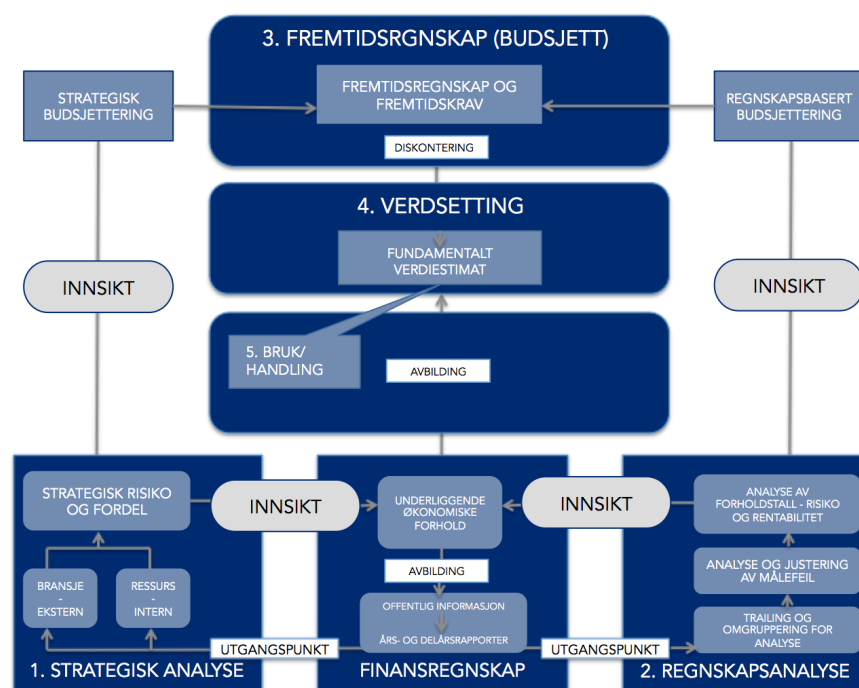 3. FREMTIDSRGNSKAP (BUDSJETT)
STRATEGISK
BUDSJETTERING
FREMTIDSREGNSKAP OG
FREMTIDSKRAV
REGNSKAPSBASERT
BUDSJETTERING
DISKONTERING
4. VERDSETTING
FUNDAMENTALT
VERDIESTIMAT
INNSIKT
INNSIKT
5. BRUK/
HANDLING
AVBILDING
STRATEGISK RISIKO
OG FORDEL
INNSIKT
UNDERLIGGENDE
ØKONOMISKE
FORHOLD
INNSIKT
ANALYSE AV
FORHOLDSTALL - RISIKO
OG RENTABILITET
BRANSJE
-
EKSTERN
RESSURS
-
INTERN
AVBILDING
ANALYSE OG JUSTERING
AV MÅLEFEIL
OFFENTLIG INFORMASJON
ÅRS- OG DELÅRSRAPPORTER
TRAILING OG
OMGRUPPERING FOR
ANALYSE
UTGANGSPUNKT
UTGANGSPUNKT
1. STRATEGISK ANALYSE
FINANSREGNSKAP
2. REGNSKAPSANALYSE